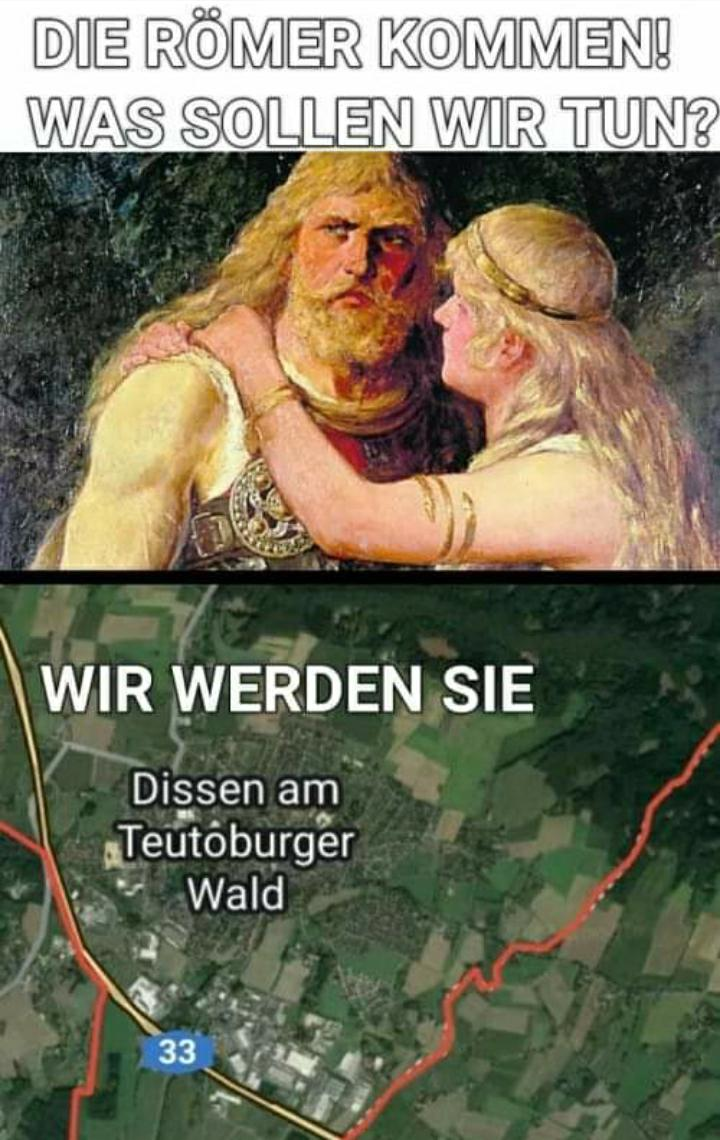 DIE RÖMER KOMMEN!
WAS SOLLEN WIR TUN?
WIR WERDEN SIE
Dissen am
Teutoburger
Wald
33